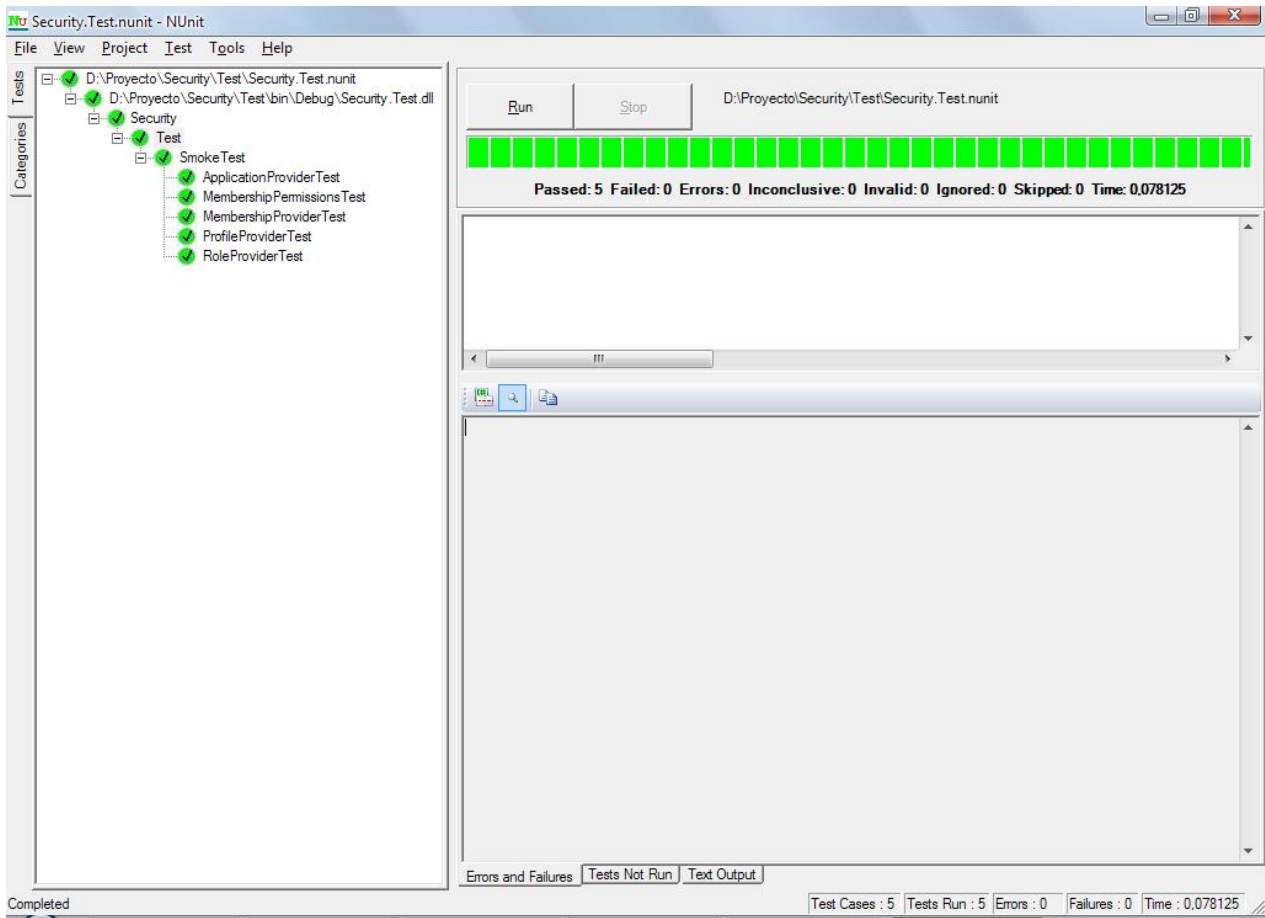 Nu Security.Test.nunit - NUnit
File View Project Test Tools Help
Tests
Categories
D:\Proyecto\Security\Test\Security.Test.nunit
D:\Proyecto\Security\Test\bin\Debug\Security.Test.dll
Security
Test
SmokeTest
ApplicationProviderTest
MembershipPermissionsTest
MembershipProviderTest
ProfileProviderTest
RoleProviderTest
Run Stop D:\Proyecto\Security\Test\Security.Test.nunit
Passed: 5 Failed: 0 Errors: 0 Inconclusive: 0 Invalid: 0 Ignored: 0 Skipped: 0 Time: 0,078125
Errors and Failures Tests Not Run Text Output
Completed Test Cases : 5 Tests Run : 5 Errors : 0 Failures : 0 Time : 0,078125